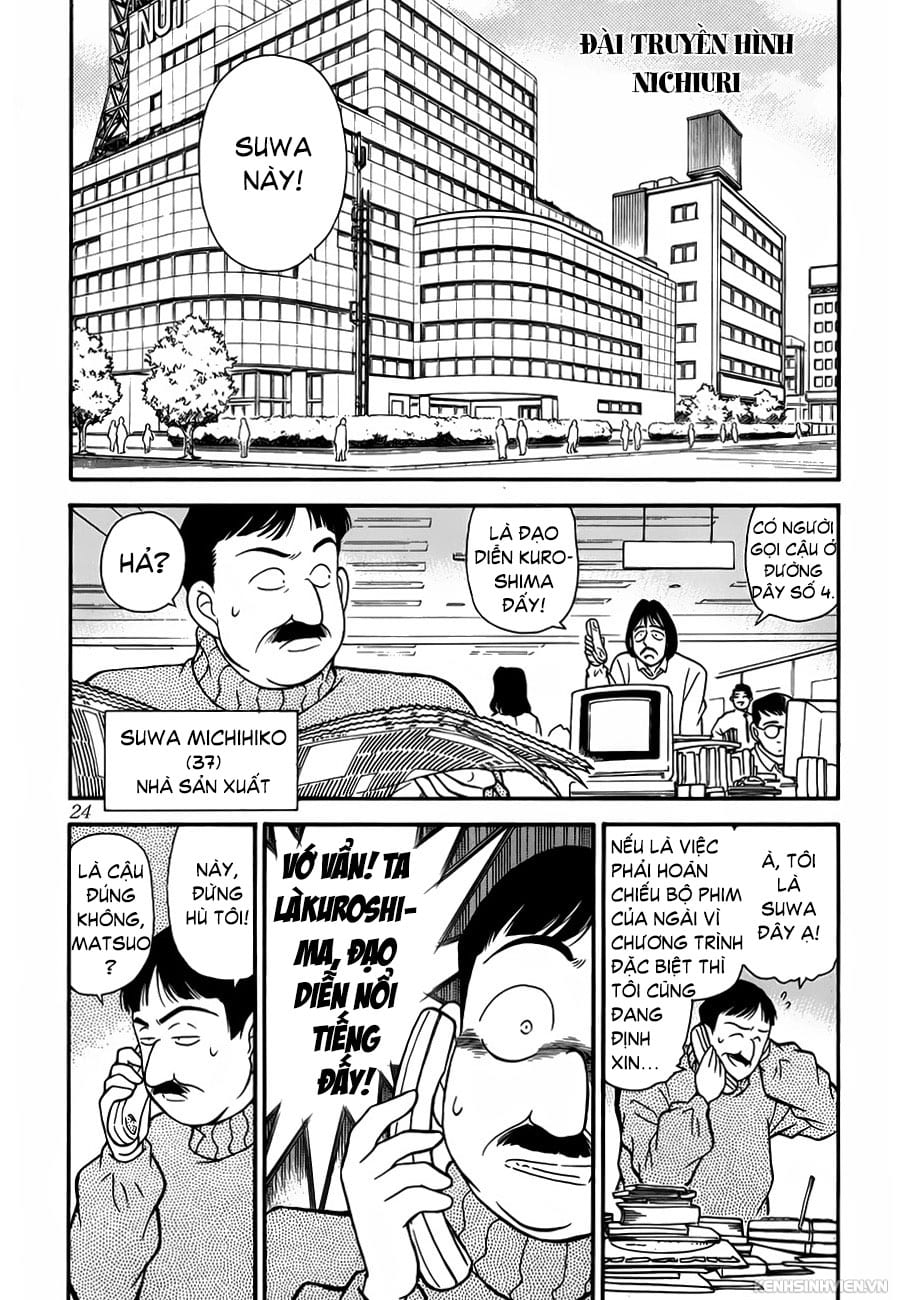 NUT
ĐÀI TRUYỀN HÌNH
NICHIURI
SUWA
NÀY!
CÓ NGƯỜI
GỌI CẬU Ở
ĐƯỜNG
DÂY SỐ 4.
LÀ ĐẠO
DIỄN KURO-
SHIMA
ĐẤY!
HẢ?
SUWA MICHIHIKO
(37)
NHÀ SẢN XUẤT
24
À, TÔI
LÀ
SUWA
ĐÂY Ạ!
NẾU LÀ VIỆC
PHẢI HOÃN
CHIẾU BỘ PHIM
CỦA NGÀI VÌ
CHƯƠNG TRÌNH
ĐẶC BIỆT THÌ
TÔI CŨNG
ĐANG
ĐỊNH
XIN...
VỚ VẨN! TA
LÀKUROSHI-
MA, ĐẠO
DIỄN NỔI
TIẾNG
ĐẤY!
NÀY,
ĐỪNG
HÙ TÔI!
LÀ CẬU
ĐÚNG
KHÔNG,
MATSUO
?
KENHSINHVIEN.VN